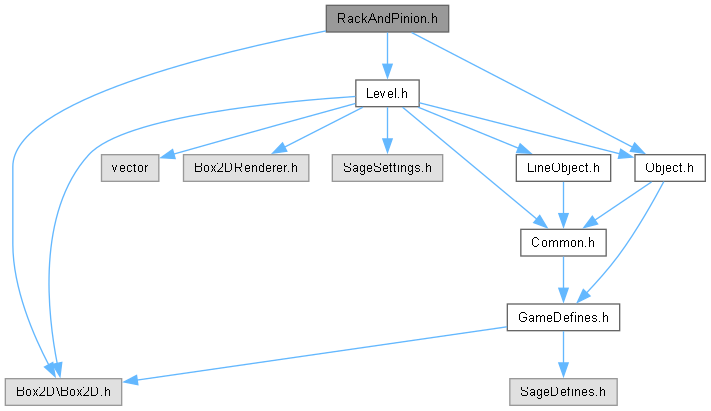 RackAndPinion.h
Level.h
vector
Box2DRenderer.h
SageSettings.h
LineObject.h
Object.h
Common.h
GameDefines.h
Box2D\Box2D.h
SageDefines.h